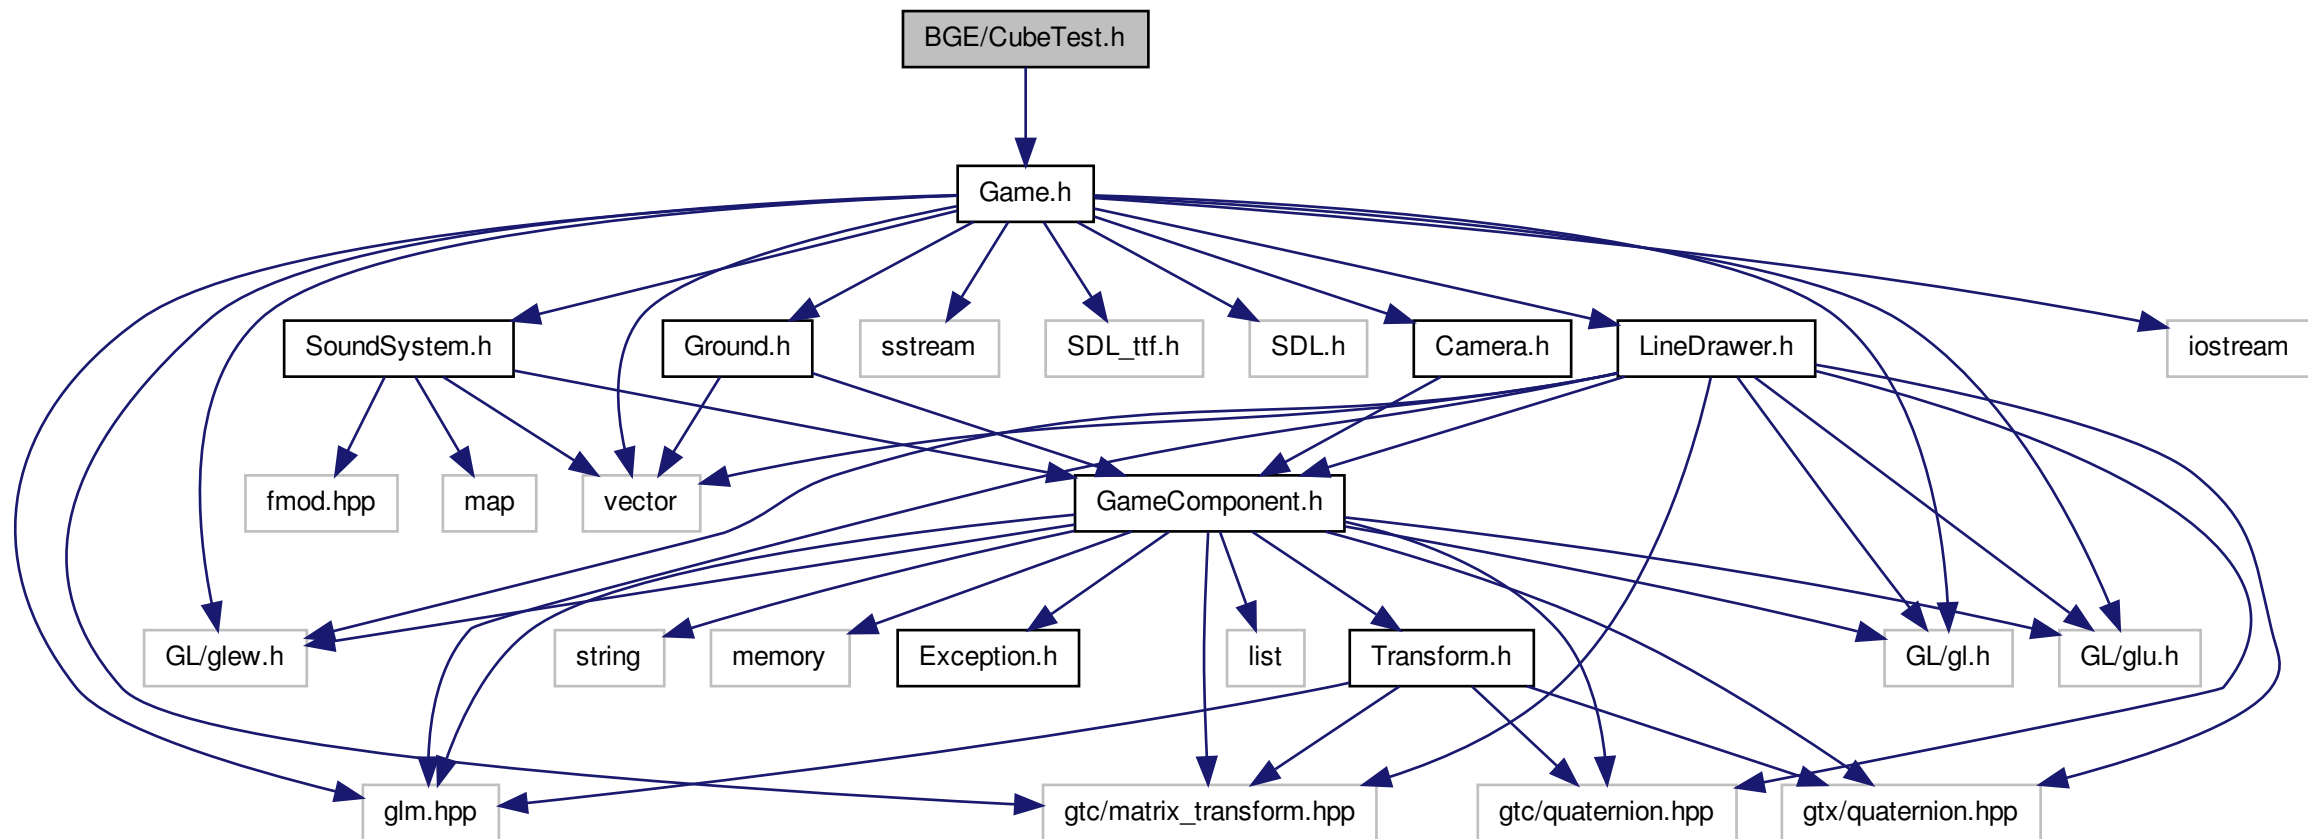 BGE/CubeTest.h
Game.h
SoundSystem.h
Ground.h
sstream
SDL_ttf.h
SDL.h
Camera.h
LineDrawer.h
iostream
fmod.hpp
map
vector
GameComponent.h
GL/glew.h
string
memory
Exception.h
list
Transform.h
GL/gl.h
GL/glu.h
glm.hpp
gtc/matrix_transform.hpp
gtc/quaternion.hpp
gtx/quaternion.hpp